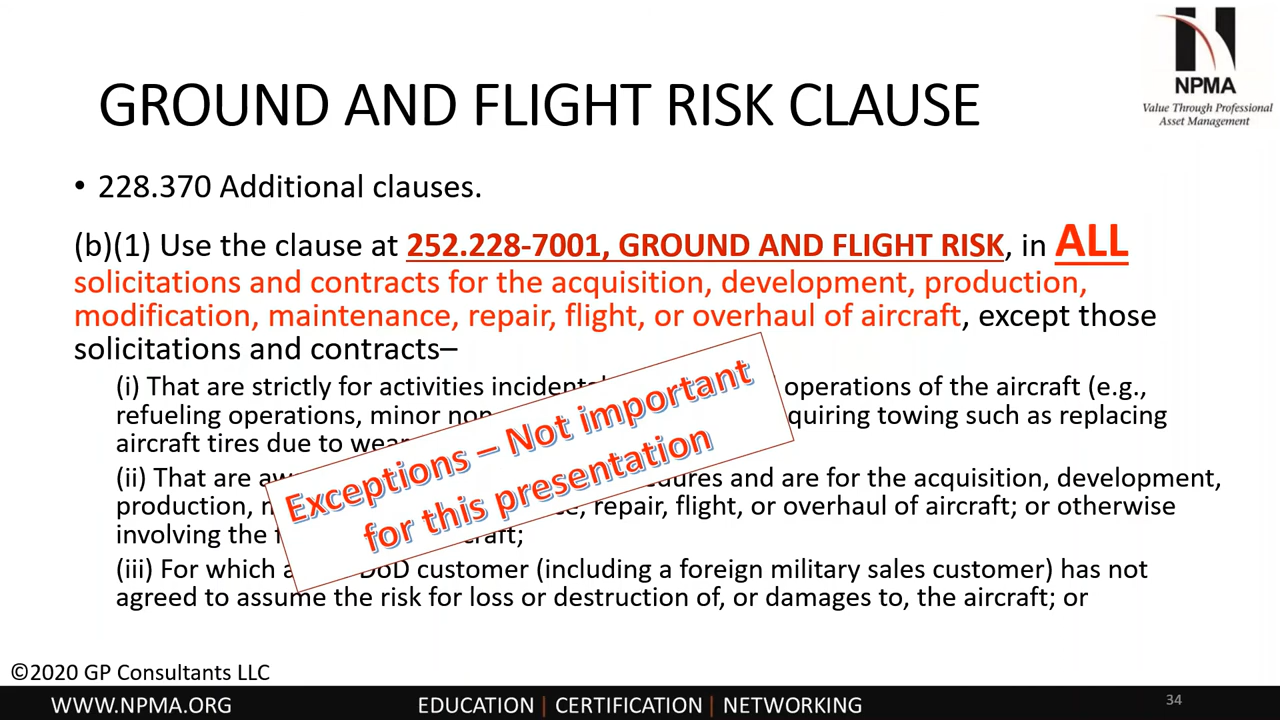 NPMA
Value Through Professional
Asset Management
GROUND AND FLIGHT RISK CLAUSE
• 228.370 Additional clauses.
(b)(1) Use the clause at 252.228-7001, GROUND AND FLIGHT RISK, in ALL
solicitations and contracts for the acquisition, development, production,
modification, maintenance, repair, flight, or overhaul of aircraft, except those
solicitations and contracts–
(i) That are strictly for activities operations of the aircraft (e.g.,
refueling operations, minor towing such as replacing
aircraft tires due to
Exceptions – Not important
for this presentation
(ii) That are and are for the acquisition, development,
production, repair, flight, or overhaul of aircraft; or otherwise
involving the
(iii) For which DoD customer (including a foreign military sales customer) has not
agreed to assume the risk for loss or destruction of, or damages to, the aircraft; or
©2020 GP Consultants LLC
WWW.NPMA.ORG
EDUCATION | CERTIFICATION | NETWORKING
34